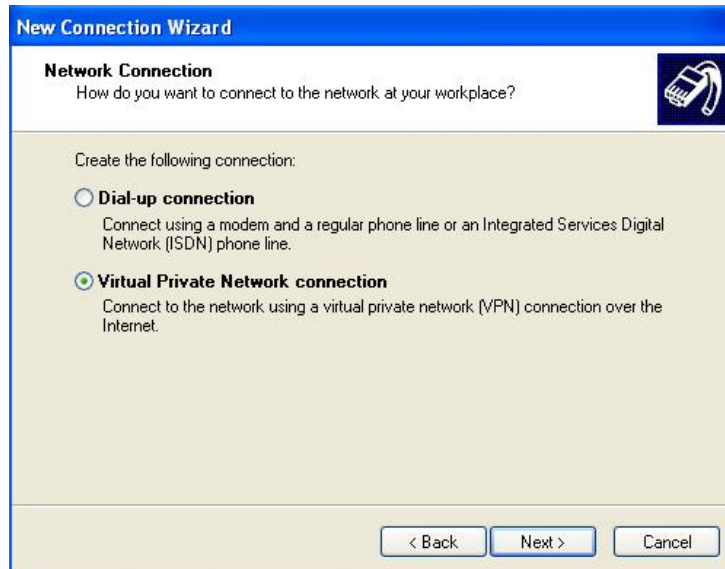 New Connection Wizard
Network Connection
How do you want to connect to the network at your workplace?
Create the following connection:
Dial-up connection
Connect using a modem and a regular phone line or an Integrated Services Digital
Network (ISDN) phone line.
Virtual Private Network connection
Connect to the network using a virtual private network (VPN) connection over the
Internet.
< Back Next > Cancel